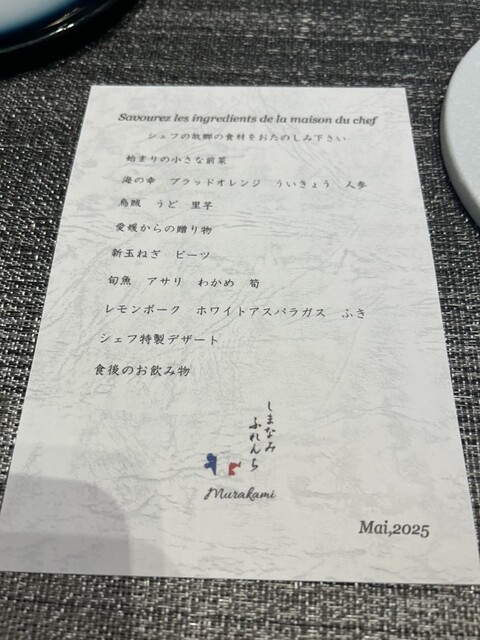 Savourez les ingredients de la maison du chef
シェフの故郷の食材をおたのしみ下さい
始まりの小さな前菜
海の幸　ブラッドオレンジ　ういきょう　人参
烏賊　うど　里芋
愛媛からの贈り物
新玉ねぎ　ビーツ
旬魚　アサリ　わかめ　筍
レモンポーク　ホワイトアスパラガス　ふき
シェフ特製デザート
食後のお飲み物
しまなみ
ふれんち
Murakami
Mai,2025